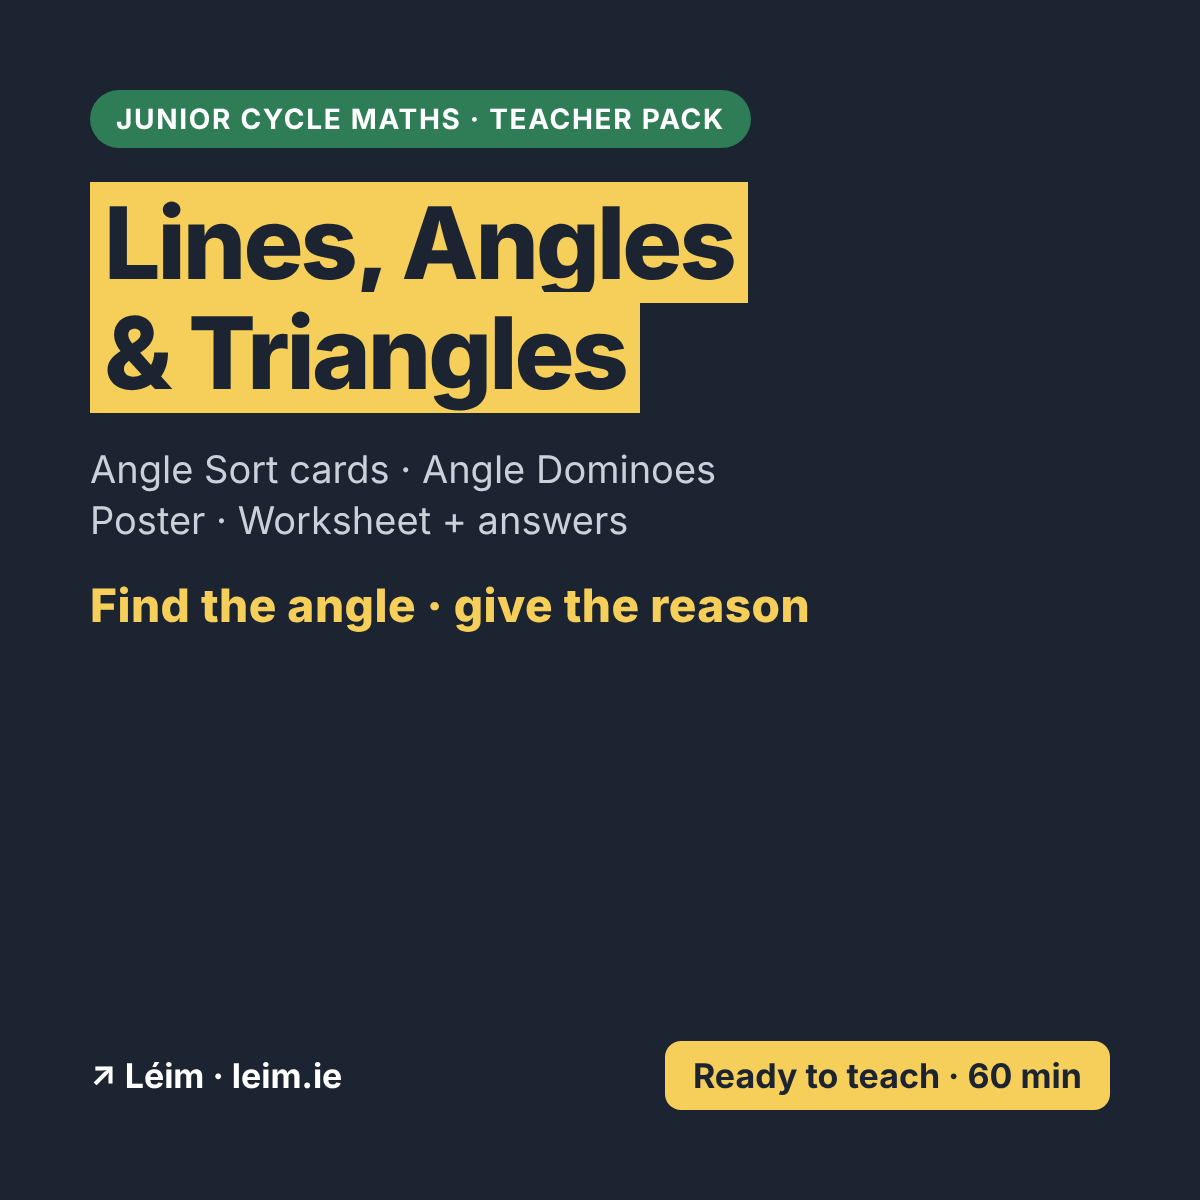 JUNIOR CYCLE MATHS · TEACHER PACK
Lines, Angles
& Triangles
Angle Sort cards · Angle Dominoes
Poster · Worksheet + answers
Find the angle · give the reason
↗ Léim · leim.ie
Ready to teach · 60 min